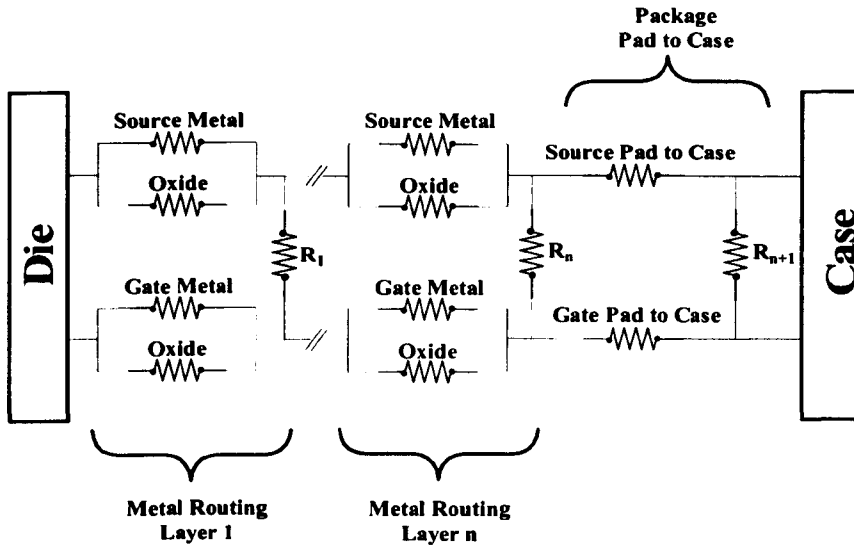 Package
Pad to Case
Die
Source Metal
Oxide
R1
Gate Metal
Oxide
Source Metal
Oxide
Rn
Gate Metal
Oxide
Source Pad to Case
Rn+1
Gate Pad to Case
Case
Metal Routing
Layer 1
Metal Routing
Layer n